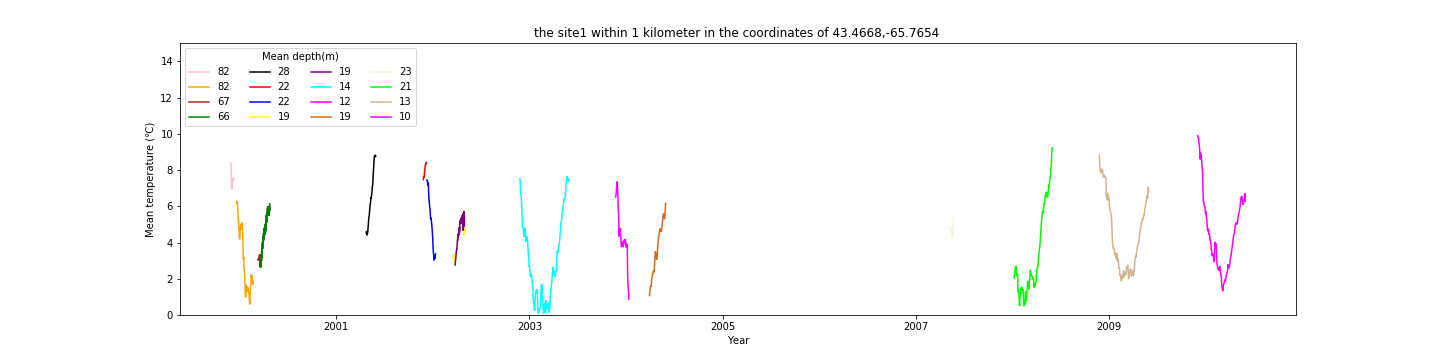 the site1 within 1 kilometer in the coordinates of 43.4668,-65.7654
Mean depth(m)
82 28 19 23
82 22 14 21
67 22 12 13
66 19 19 10
14
12
10
8
6
4
2
0
Mean temperature (℃)
2001 2003 2005 2007 2009
Year